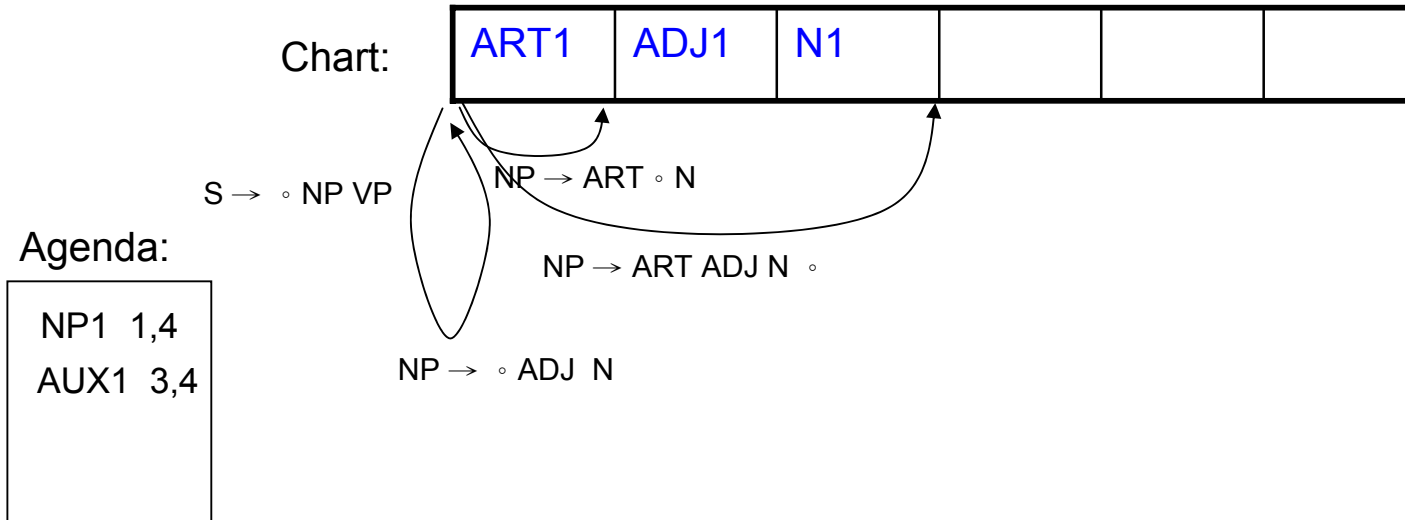 Chart:
ART1 ADJ1 N1
NP → ART ◦ N
S → ◦ NP VP
NP → ART ADJ N ◦
Agenda:
NP1 1,4
AUX1 3,4
NP → ◦ ADJ N